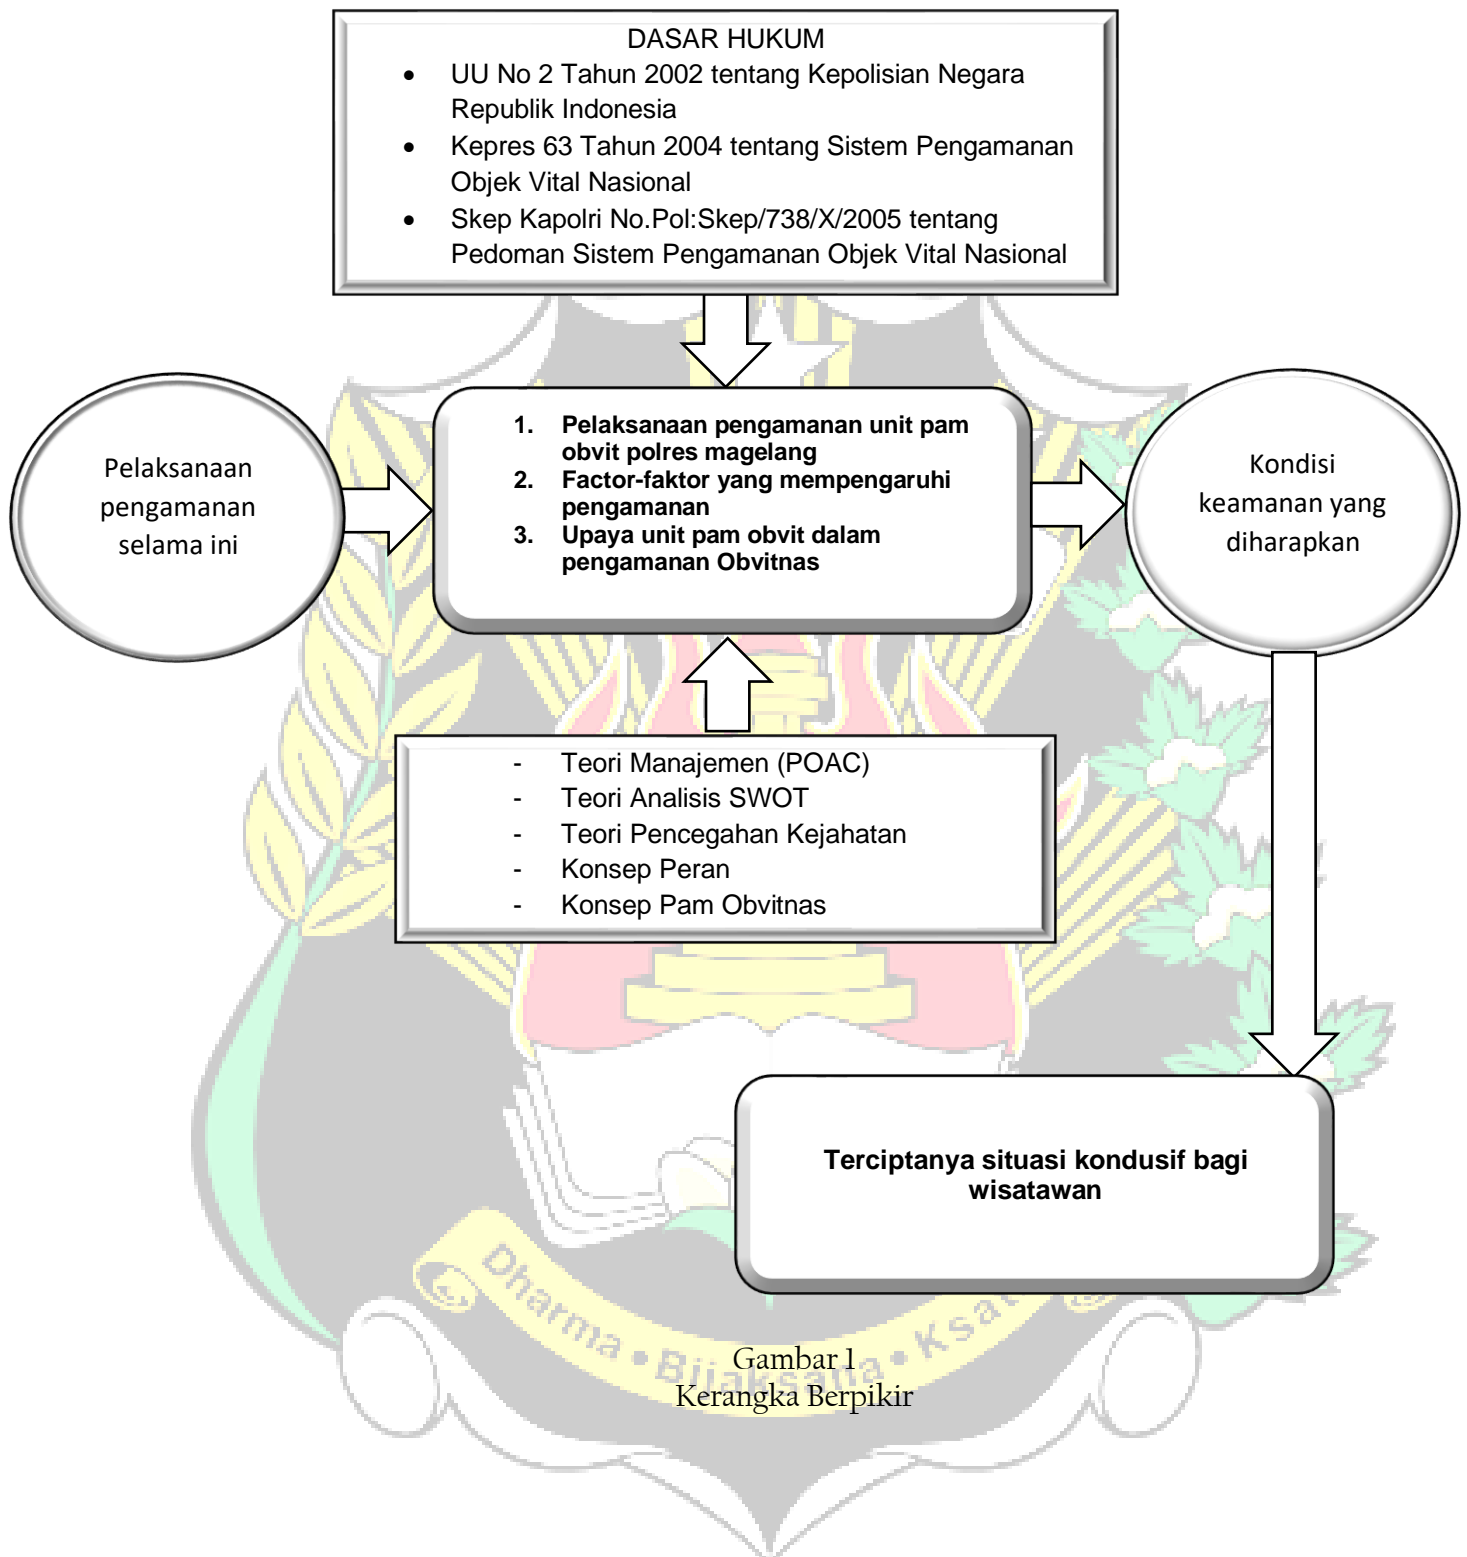 DASAR HUKUM
• UU No 2 Tahun 2002 tentang Kepolisian Negara
Republik Indonesia
• Kepres 63 Tahun 2004 tentang Sistem Pengamanan
Objek Vital Nasional
• Skep Kapolri No.Pol:Skep/738/X/2005 tentang
Pedoman Sistem Pengamanan Objek Vital Nasional
Pelaksanaan
pengamanan
selama ini
1. Pelaksanaan pengamanan unit pam
obvit polres magelang
2. Factor-faktor yang mempengaruhi
pengamanan
3. Upaya unit pam obvit dalam
pengamanan Obvitnas
Kondisi
keamanan yang
diharapkan
- Teori Manajemen (POAC)
- Teori Analisis SWOT
- Teori Pencegahan Kejahatan
- Konsep Peran
- Konsep Pam Obvitnas
Terciptanya situasi kondusif bagi
wisatawan
Dharma • Bijaksana •
Gambar 1
Kerangka Berpikir